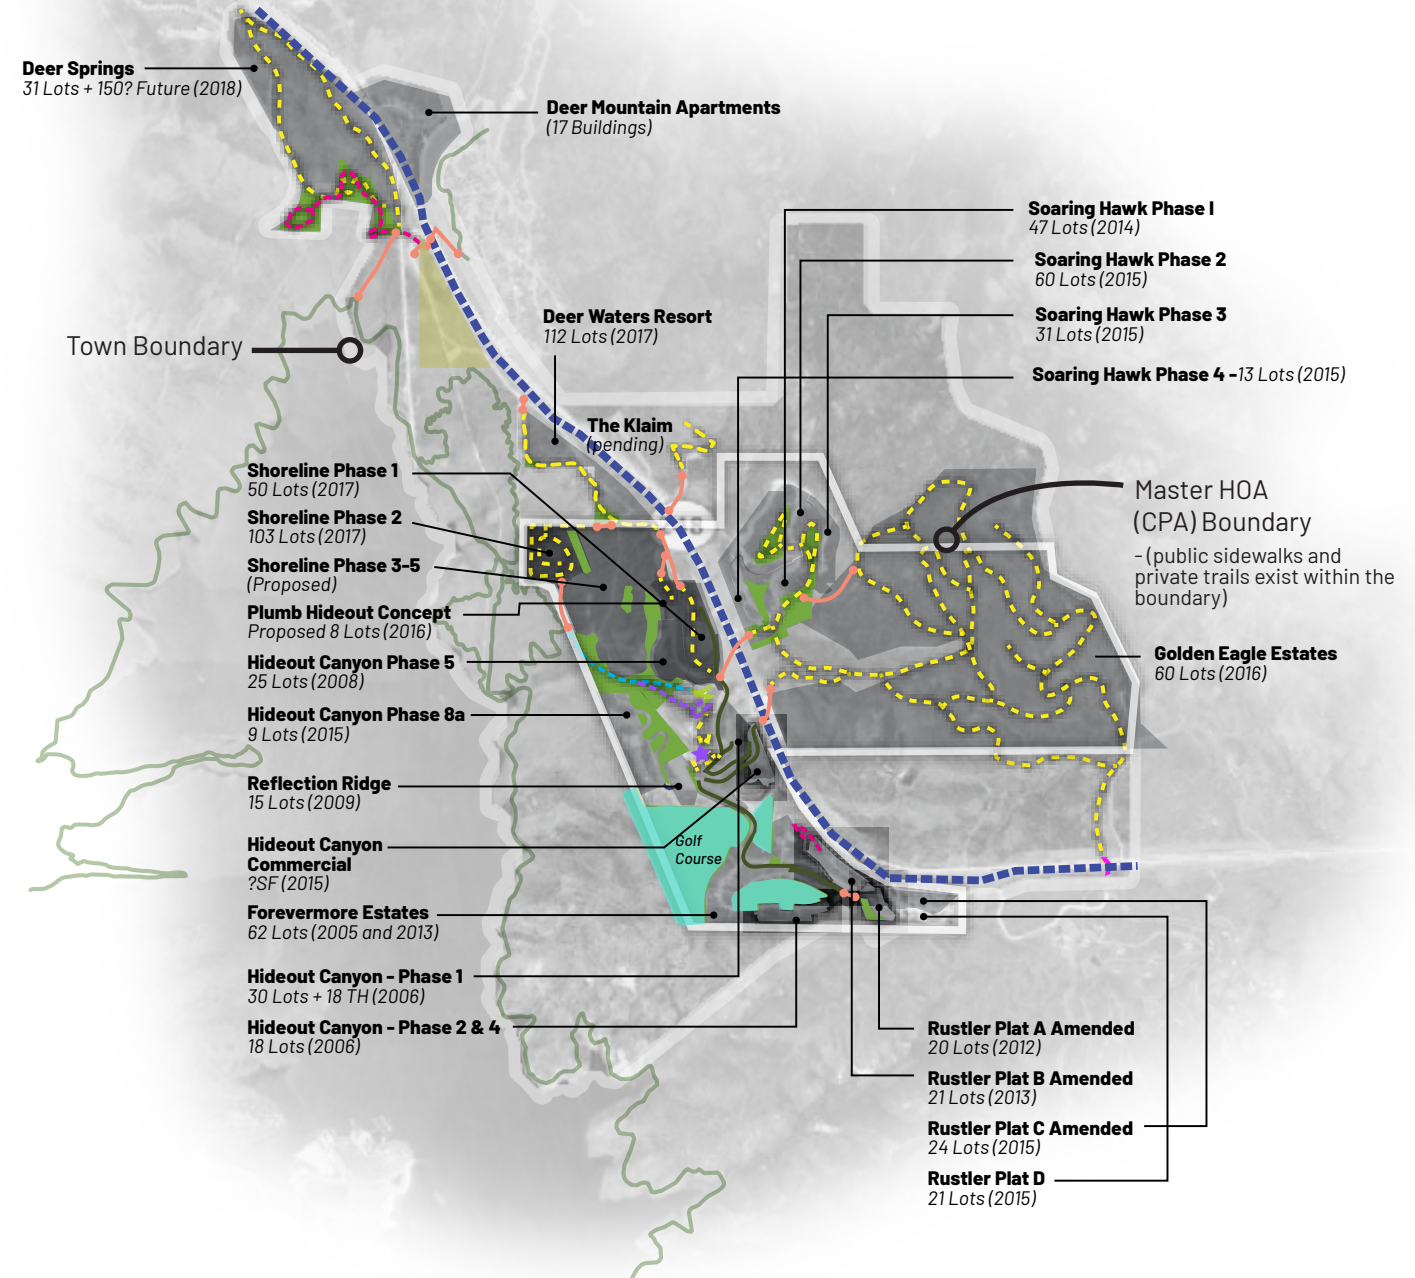 Deer Springs
31 Lots + 150? Future (2018)
Deer Mountain Apartments
(17 Buildings)
Soaring Hawk Phase I
47 Lots (2014)
Soaring Hawk Phase 2
60 Lots (2015)
Soaring Hawk Phase 3
31 Lots (2015)
Soaring Hawk Phase 4 -13 Lots (2015)
Town Boundary
Deer Waters Resort
112 Lots (2017)
The Klaim
(pending)
Shoreline Phase 1
50 Lots (2017)
Shoreline Phase 2
103 Lots (2017)
Shoreline Phase 3-5
(Proposed)
Plumb Hideout Concept
Proposed 8 Lots (2016)
Hideout Canyon Phase 5
25 Lots (2008)
Hideout Canyon Phase 8a
9 Lots (2015)
Reflection Ridge
15 Lots (2009)
Hideout Canyon
Commercial
?SF (2015)
Forevermore Estates
62 Lots (2005 and 2013)
Hideout Canyon - Phase 1
30 Lots + 18 TH (2006)
Hideout Canyon - Phase 2 & 4
18 Lots (2006)
Golf
Course
Master HOA
(CPA) Boundary
- (public sidewalks and
private trails exist within the
boundary)
Golden Eagle Estates
60 Lots (2016)
Rustler Plat A Amended
20 Lots (2012)
Rustler Plat B Amended
21 Lots (2013)
Rustler Plat C Amended
24 Lots (2015)
Rustler Plat D
21 Lots (2015)